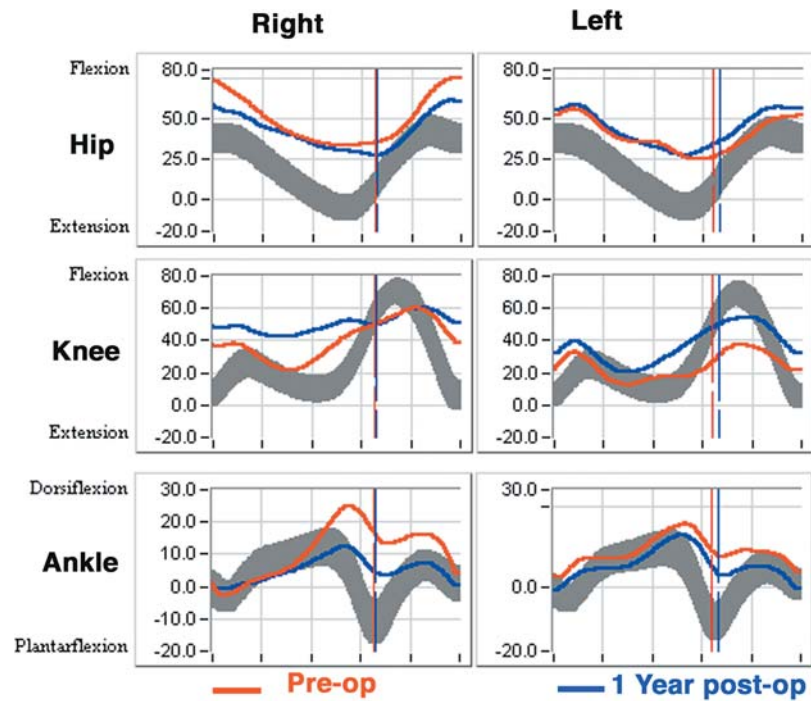 Right Left
Flexion 80.0 80.0
50.0 50.0
Hip 25.0 25.0
0.0 0.0
Extension -20.0 -20.0
Flexion 80.0 80.0
60.0 60.0
Knee 40.0 40.0
20.0 20.0
0.0 0.0
Extension -20.0 -20.0
Dorsiflexion 30.0 30.0
20.0
Ankle 10.0
0.0 0.0
-10.0
Plantarflexion -20.0 -20.0
Pre-op 1 Year post-op